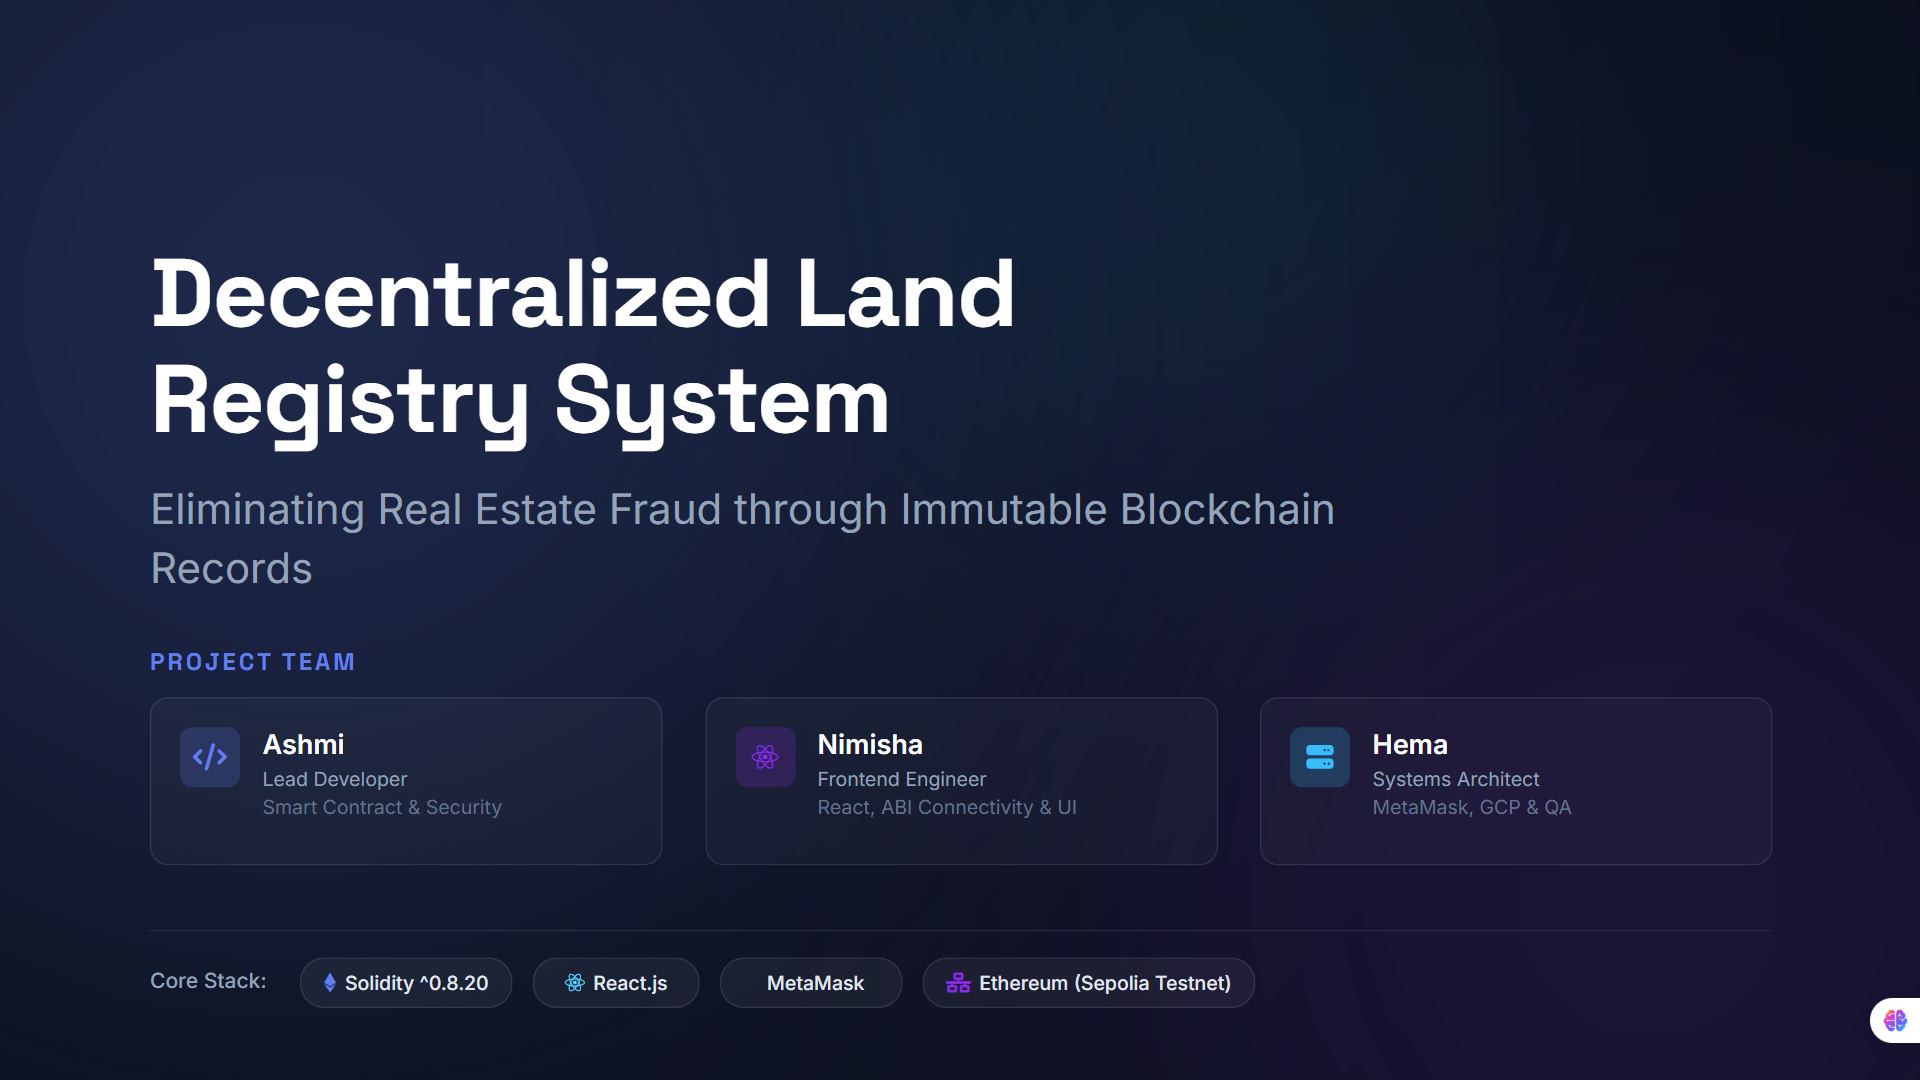 Decentralized Land
Registry System
Eliminating Real Estate Fraud through Immutable Blockchain
Records
PROJECT TEAM
Ashmi
Lead Developer
Smart Contract & Security
Nimisha
Frontend Engineer
React, ABI Connectivity & UI
Hema
Systems Architect
MetaMask, GCP & QA
Core Stack:
Solidity ^0.8.20
React.js
MetaMask
Ethereum (Sepolia Testnet)